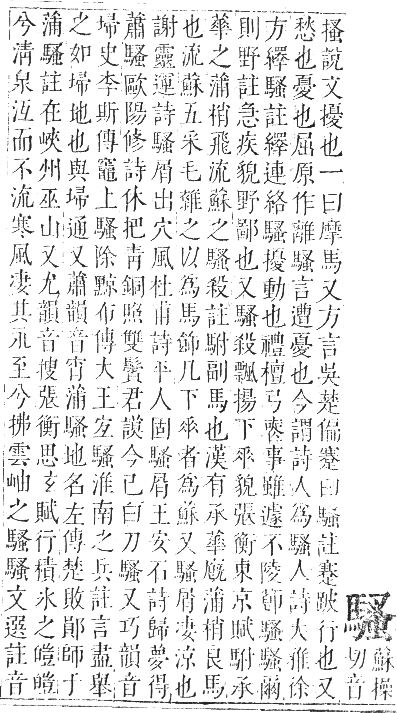 騷
蘇操
切音
搔說文擾也一曰摩馬又方言吳楚偏蹇曰騷註蹇跛行也又
愁也憂也屈原作離騷言遭憂也今謂詩人為騷人詩大雅徐
方繹騷註繹連絡騷擾動也禮檀弓喪事雖遽不陵節騷騷爾
則野註急疾貌野鄙也又騷殺飄揚下垂貌張衡東京賦駙承
華之蒲梢飛流蘇之騷殺註駙副馬也漢有承華廐蒲梢良馬
也流蘇五采毛雜之以為馬飾凡下垂者為蘇又騷屑凄涼也
謝靈運詩騷屑出穴風杜甫詩平人固騷屑王安石詩歸夢得
蕭騷歐陽修詩休把青銅照雙鬢君謨今已白刀騷又巧韻音
埽史李斯傳竈上騷除黥布傳大王宜騷淮南之兵註言盡舉
之如埽地也與埽通又蕭韻音宵蒲騷地名左傳楚敗鄖師于
蒲騷註在峽州巫山又尤韻音搜張衡思玄賦行積氷之磑磑
兮清泉沍而不流寒風淒其永至兮拂雲岫之騷騷文選註音